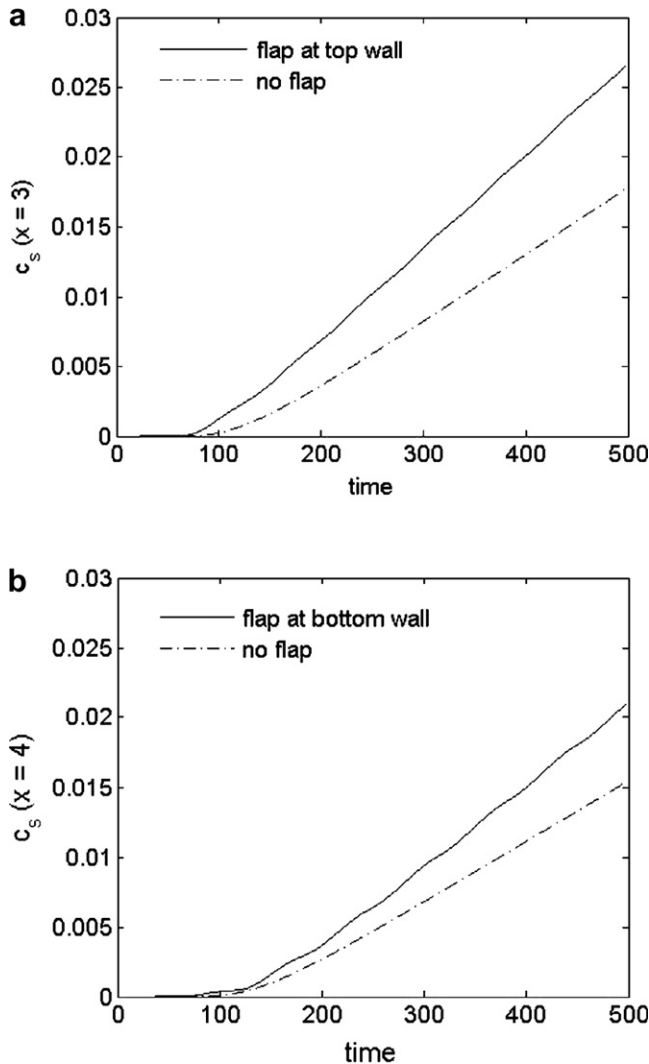 a
0.03
0.025
0.02
0.015
0.01
0.005
0
c_s (x = 3)
flap at top wall
no flap
0 100 200 300 400 500
time
b
0.03
0.025
0.02
0.015
0.01
0.005
0
c_s (x = 4)
flap at bottom wall
no flap
0 100 200 300 400 500
time